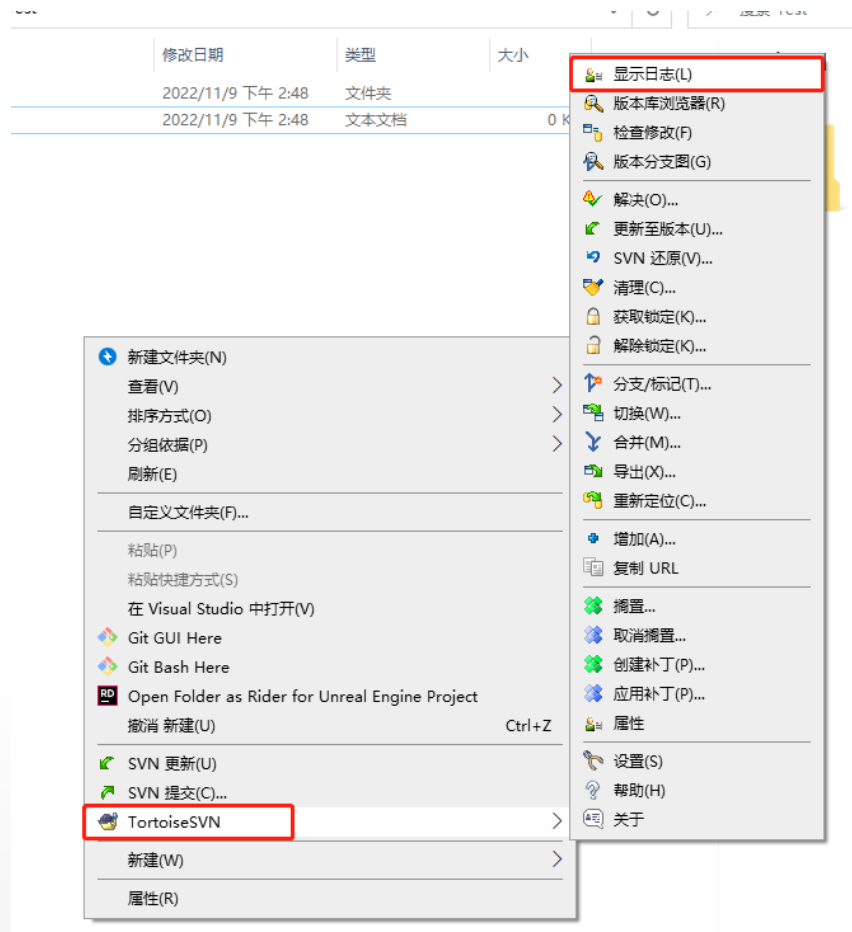 修改日期 类型 大小
2022/11/9 下午 2:48 文件夹
2022/11/9 下午 2:48 文本文档 0 K
显示日志(L)
版本库浏览器(R)
检查修改(F)
版本分支图(G)
解决(O)...
更新至版本(U)...
SVN 还原(V)...
清理(C)...
获取锁定(K)...
解除锁定(K)...
分支/标记(T)...
切换(W)...
合并(M)...
导出(X)...
重新定位(C)...
增加(A)...
复制 URL
搁置...
取消搁置...
创建补丁(P)...
应用补丁(P)...
属性
设置(S)
帮助(H)
关于
新建文件夹(N)
查看(V)
排序方式(O)
分组依据(P)
刷新(E)
自定义文件夹(F)...
粘贴(P)
粘贴快捷方式(S)
在 Visual Studio 中打开(V)
Git GUI Here
Git Bash Here
RD Open Folder as Rider for Unreal Engine Project
撤消 新建(U) Ctrl+Z
SVN 更新(U)
SVN 提交(C)...
TortoiseSVN
新建(W)
属性(R)